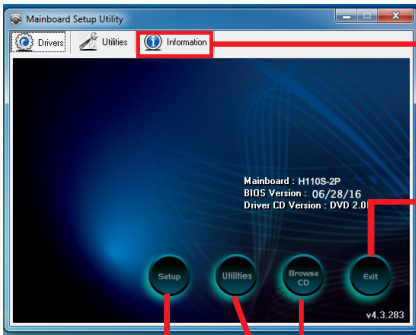 Mainboard Setup Utility
Drivers Utilities Information
Mainboard : H110S-2P
BIOS Version : 06/28/16
Driver CD Version : DVD 2.0
Setup Utilities Browse CD Exit
v4.3.283